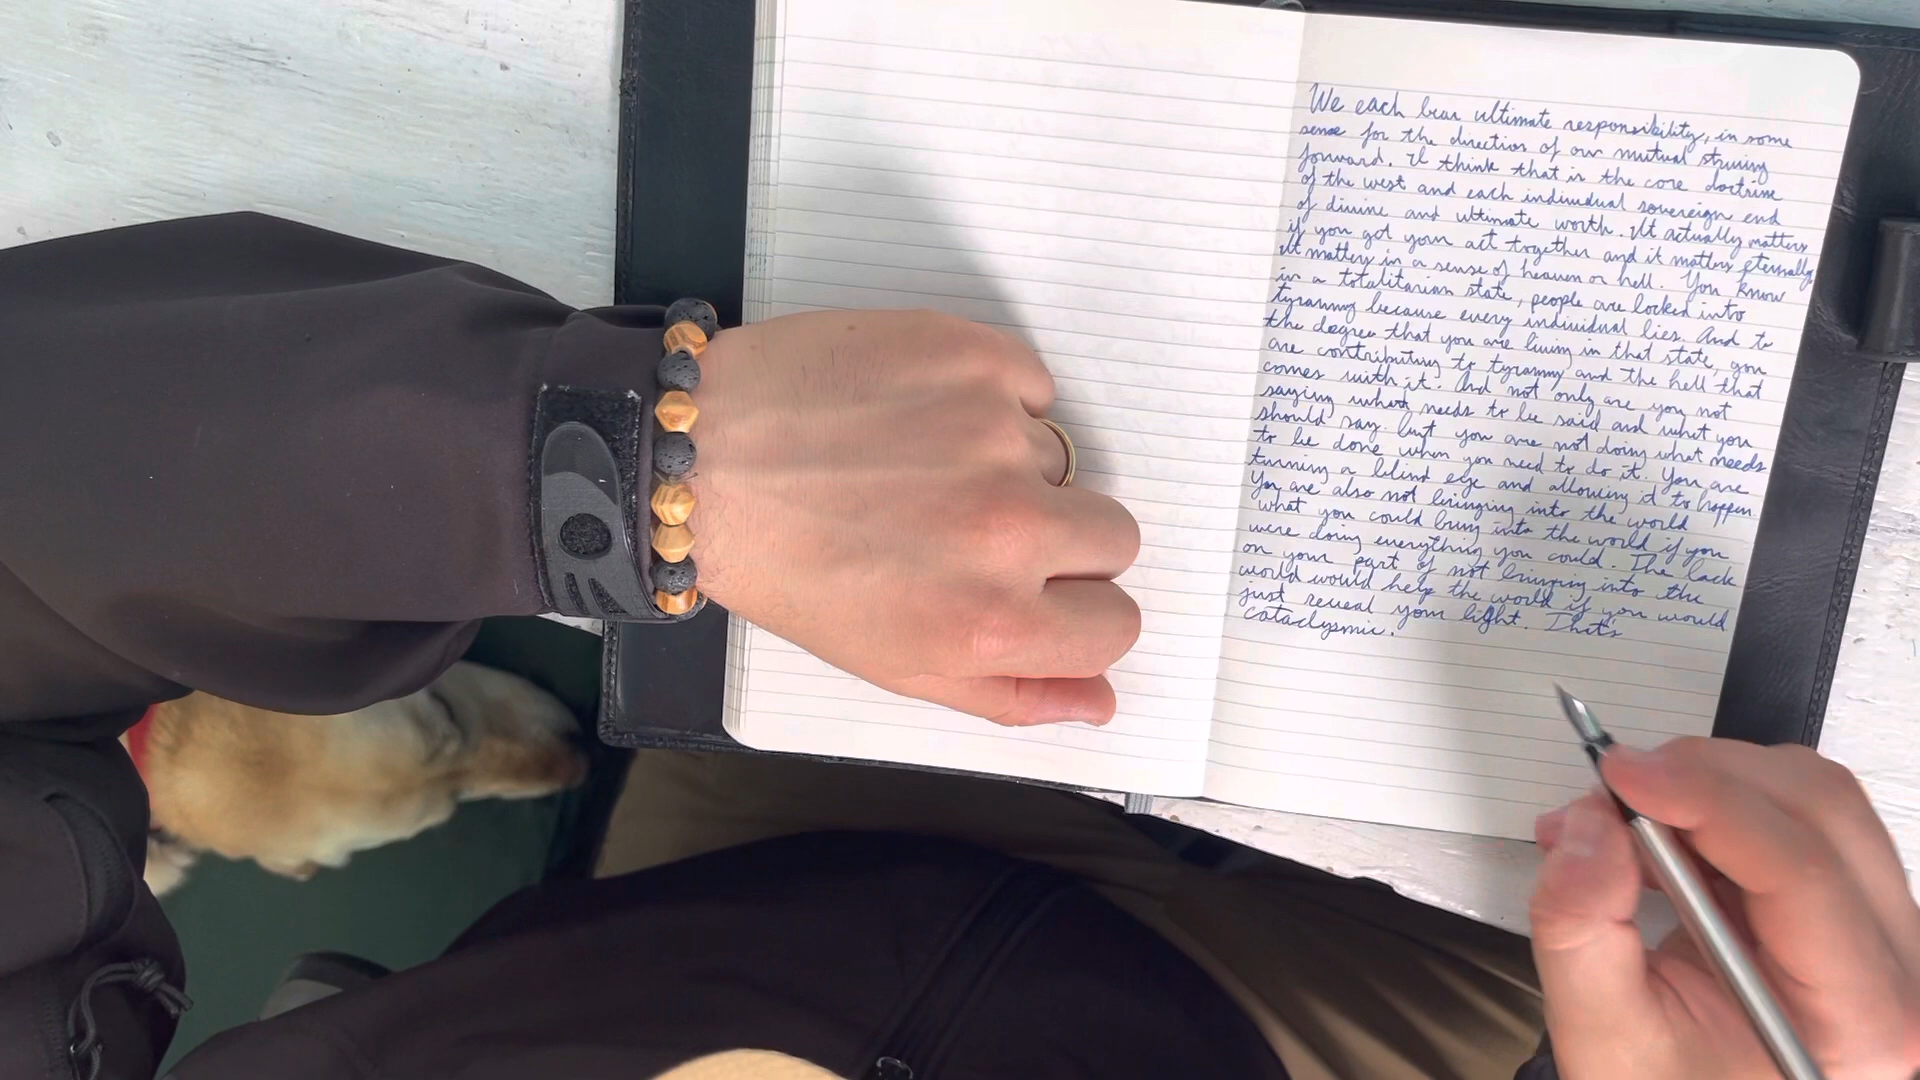 We each bear ultimate responsibility, in some
sense for the direction of our mutual striving
forward. I think that is the core doctrine
of the west and each individual sovereign end
of divine and ultimate worth. It actually matters
if you get your act together and it matters eternally.
It matters in a sense of heaven or hell. You know
in a totalitarian state, people are locked into
tyranny because every individual lies. And to
the degree that you are living in that state, you
are contributing to tyranny and the hell that
comes with it. And not only are you not
saying what needs to be said and what you
should say. but you are not doing what needs
to be done when you need to do it. You are
turning a blind eye and allowing it to happen.
You are also not bringing into the world
what you could bring into the world if you
were doing everything you could. The lack
on your part of not bringing into the
world would help the world if you would
just reveal your light. That's
cataclysmic.